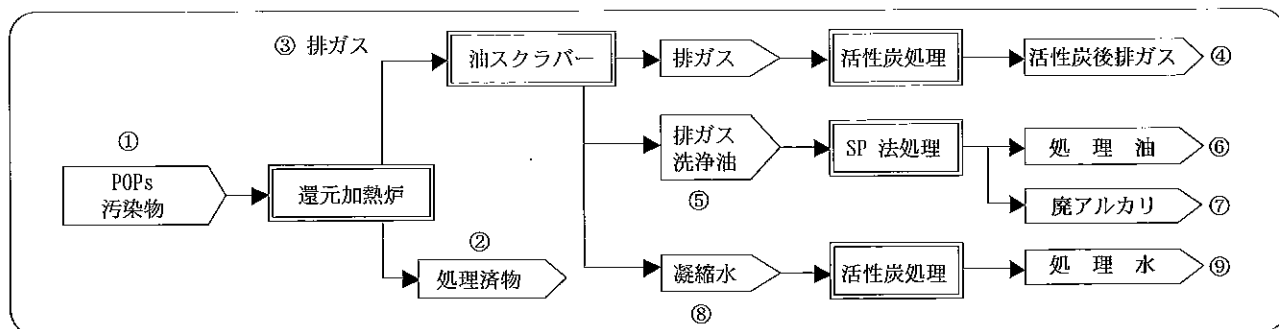 ③ 排ガス
油スクラバー
排ガス
活性炭処理
活性炭後排ガス
④
①
POPs
汚染物
還元加熱炉
②
処理済物
排ガス
洗浄油
⑤
SP 法処理
処 理 油
⑥
廃アルカリ
⑦
凝縮水
⑧
活性炭処理
処 理 水
⑨